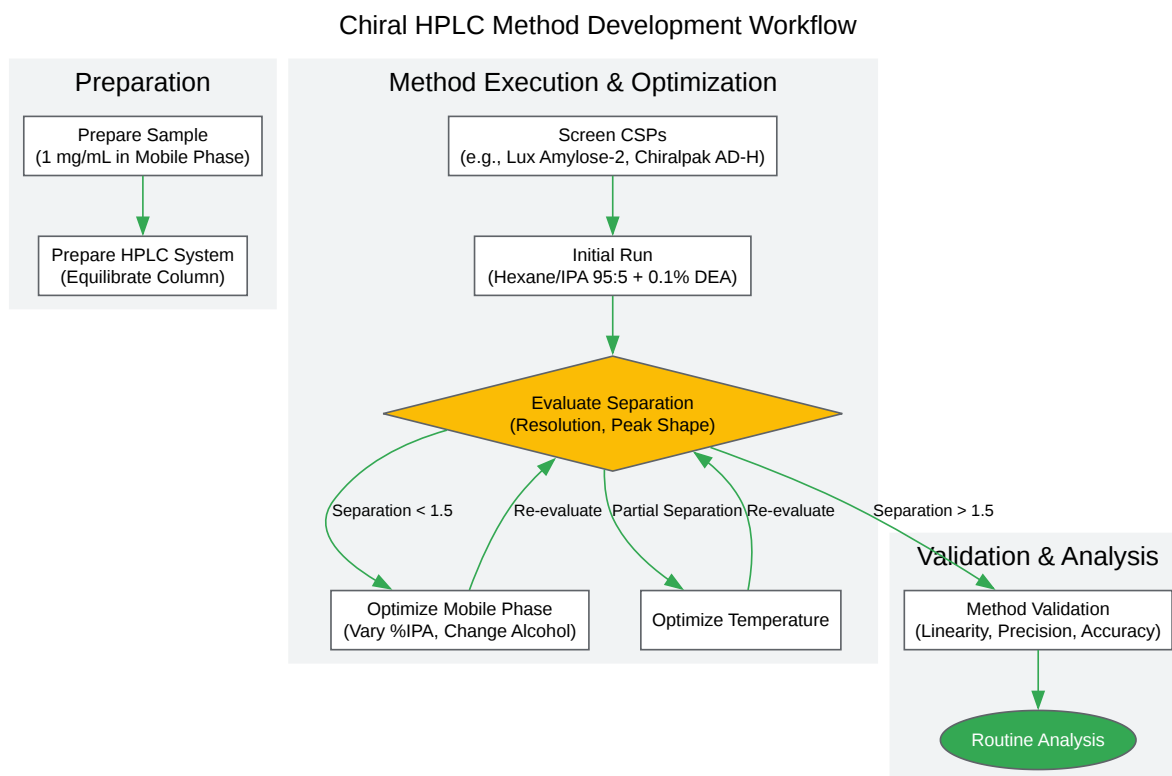 Chiral HPLC Method Development Workflow
Preparation
Prepare Sample
(1 mg/mL in Mobile Phase)
Prepare HPLC System
(Equilibrate Column)
Method Execution & Optimization
Screen CSPs
(e.g., Lux Amylose-2, Chiralpak AD-H)
Initial Run
(Hexane/IPA 95:5 + 0.1% DEA)
Evaluate Separation
(Resolution, Peak Shape)
Separation < 1.5
Re-evaluate
Partial Separation
Re-evaluate
Separation > 1.5
Optimize Mobile Phase
(Vary %IPA, Change Alcohol)
Optimize Temperature
Validation & Analysis
Method Validation
(Linearity, Precision, Accuracy)
Routine Analysis